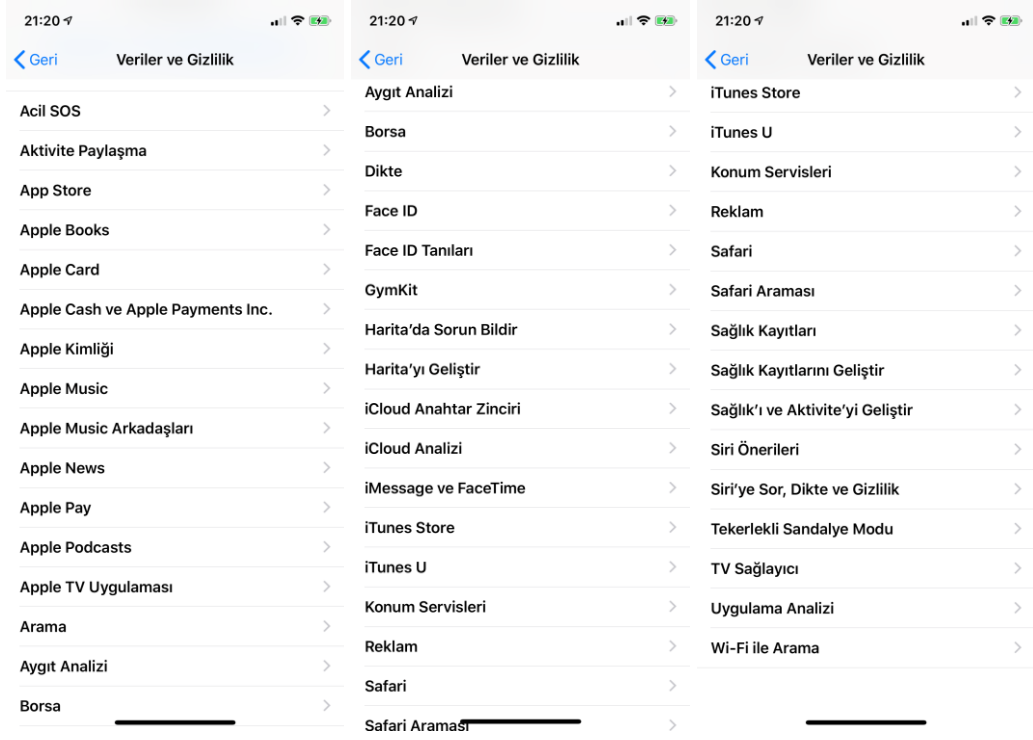 21:20
Geri
Veriler ve Gizlilik
Acil SOS
Aktivite Paylaşma
App Store
Apple Books
Apple Card
Apple Cash ve Apple Payments Inc.
Apple Kimliği
Apple Music
Apple Music Arkadaşları
Apple News
Apple Pay
Apple Podcasts
Apple TV Uygulaması
Arama
Aygıt Analizi
Borsa
21:20
Geri
Veriler ve Gizlilik
Aygıt Analizi
Borsa
Dikte
Face ID
Face ID Tanıları
GymKit
Harita’da Sorun Bildir
Harita’yı Geliştir
iCloud Anahtar Zinciri
iCloud Analizi
iMessage ve FaceTime
iTunes Store
iTunes U
Konum Servisleri
Reklam
Safari
Safari Araması
21:20
Geri
Veriler ve Gizlilik
iTunes Store
iTunes U
Konum Servisleri
Reklam
Safari
Safari Araması
Sağlık Kayıtları
Sağlık Kayıtlarını Geliştir
Sağlık’ı ve Aktivite’yi Geliştir
Siri Önerileri
Siri’ye Sor, Dikte ve Gizlilik
Tekerlekli Sandalye Modu
TV Sağlayıcı
Uygulama Analizi
Wi-Fi ile Arama